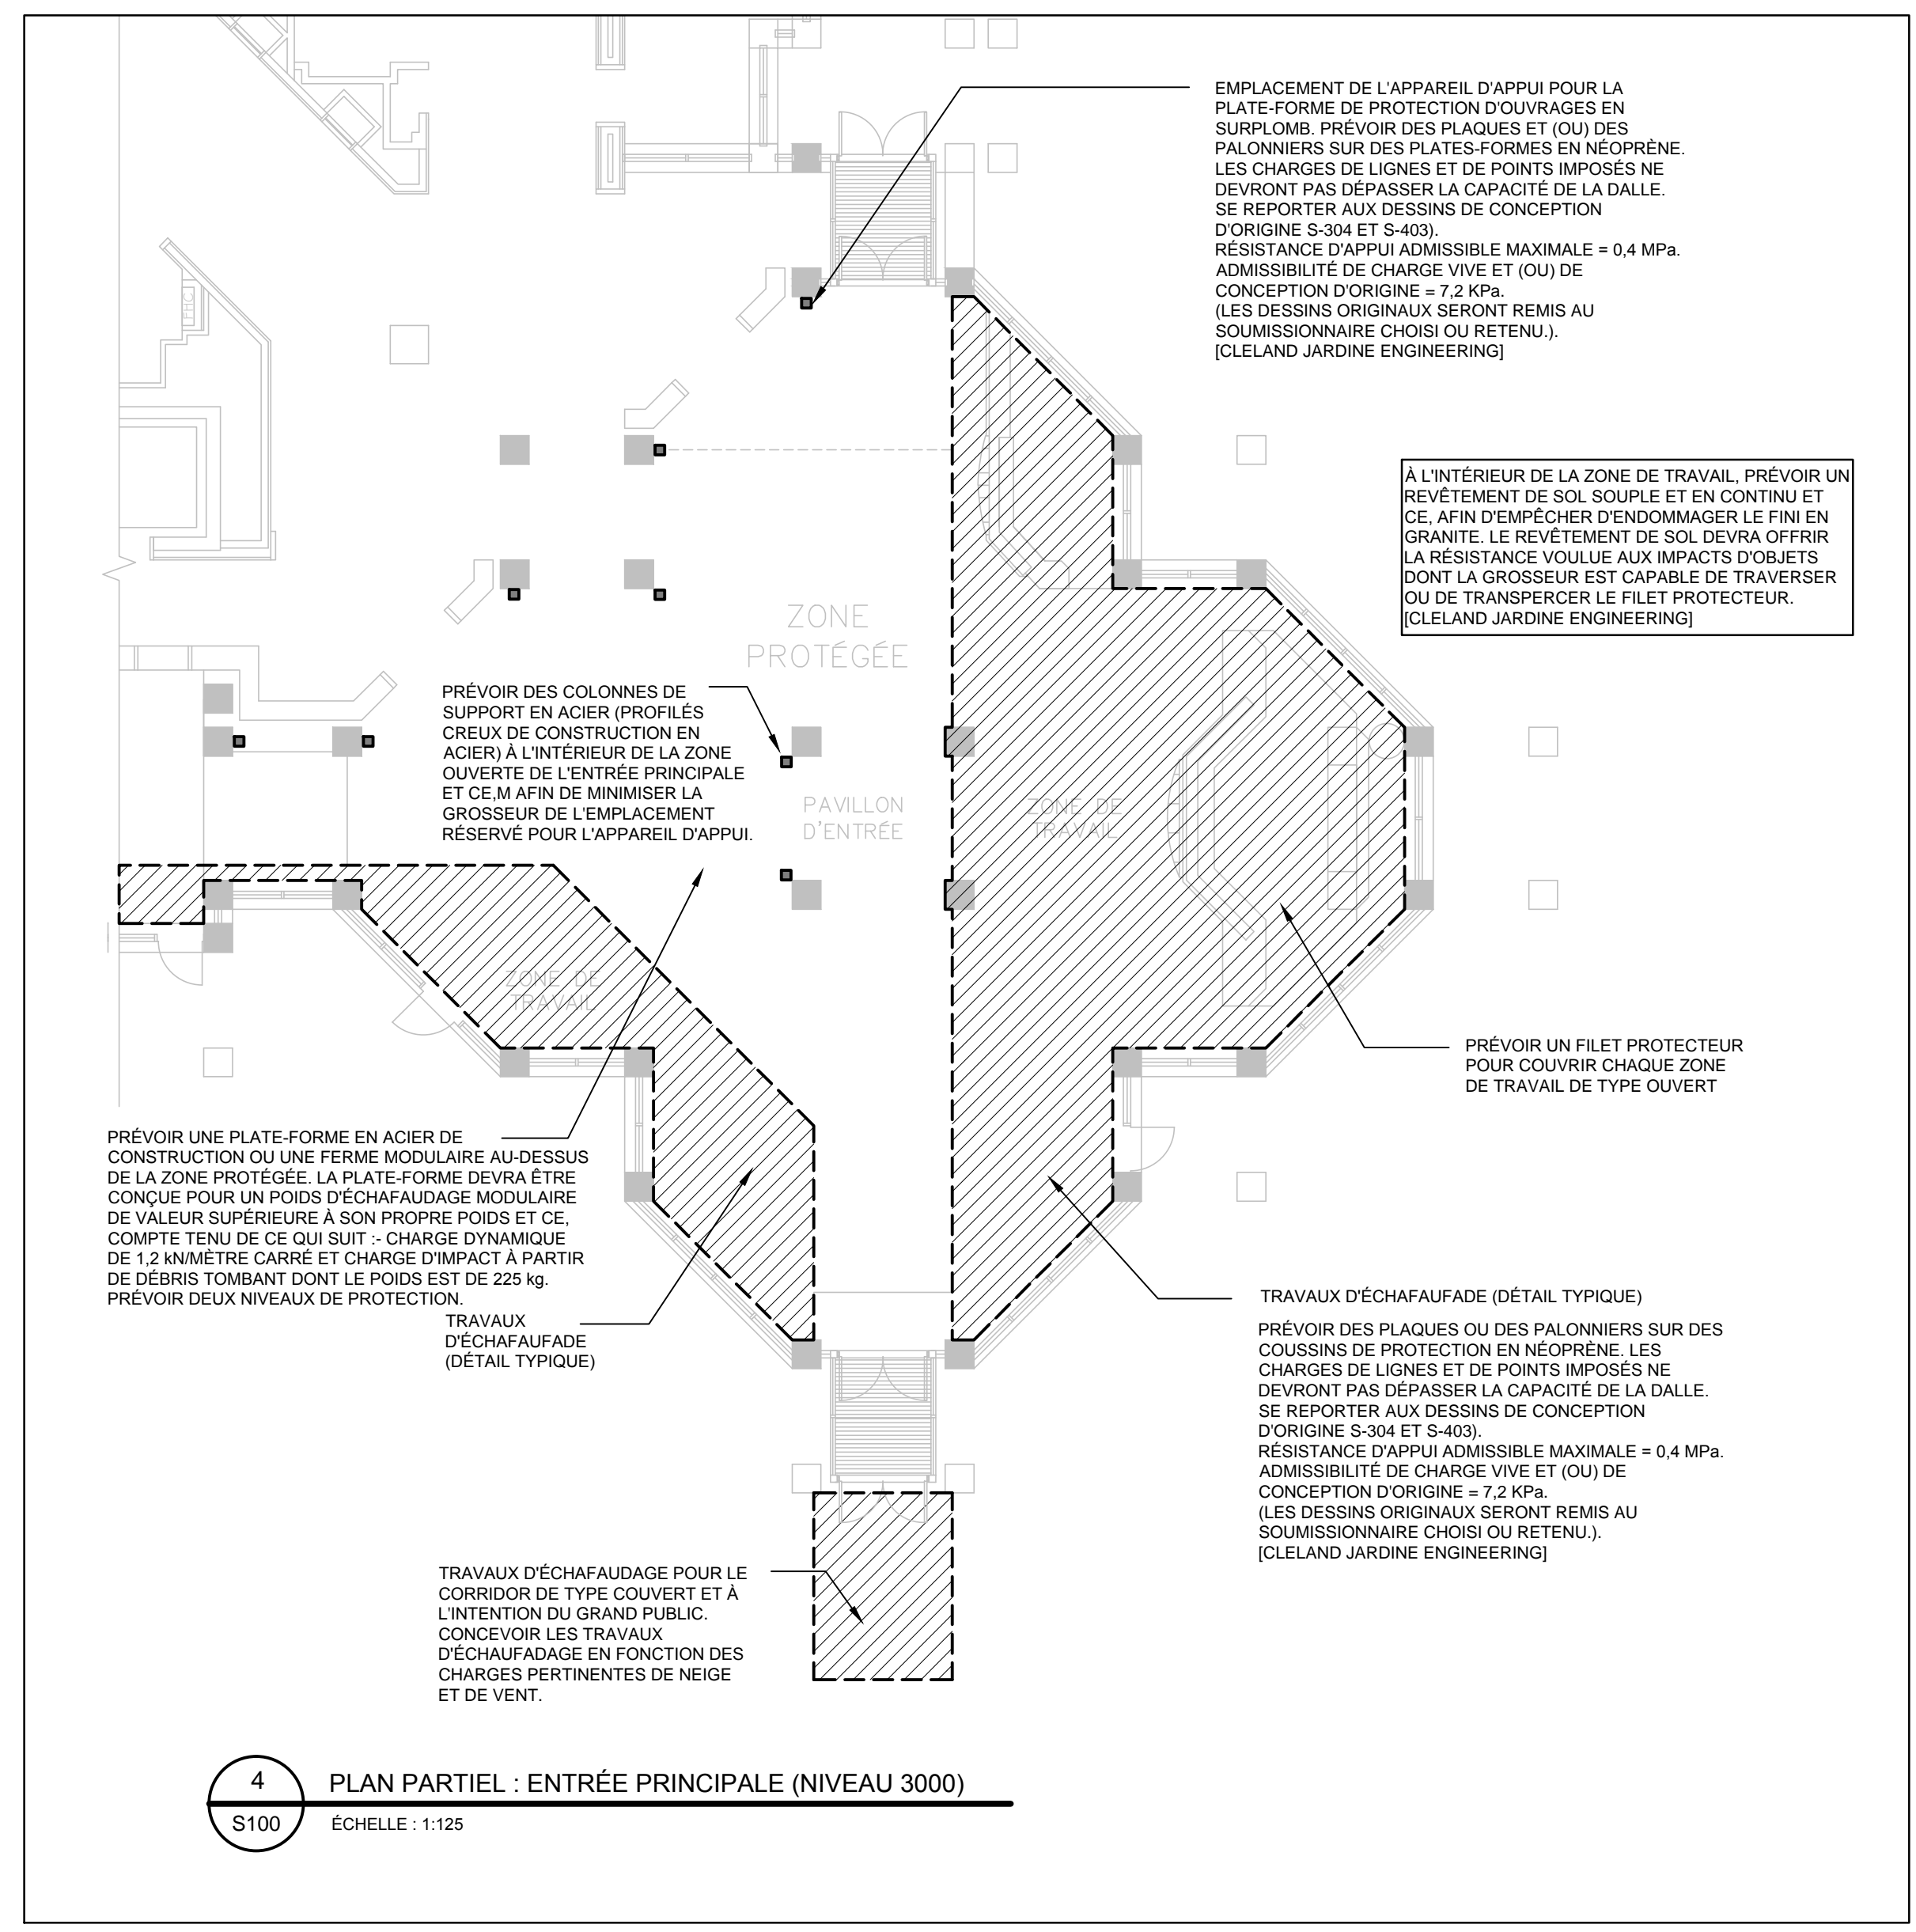 EMPLACEMENT DE L'APPAREIL D'APPUI POUR LA
PLATE-FORME DE PROTECTION D'OUVRAGES EN
SURPLOMB. PRÉVOIR DES PLAQUES ET (OU) DES
PALONNIERS SUR DES PLATES-FORMES EN NÉOPRÈNE.
LES CHARGES DE LIGNES ET DE POINTS IMPOSÉS NE
DEVRONT PAS DÉPASSER LA CAPACITÉ DE LA DALLE.
SE REPORTER AUX DESSINS DE CONCEPTION
D'ORIGINE S-304 ET S-403).
RÉSISTANCE D'APPUI ADMISSIBLE MAXIMALE = 0,4 MPa.
ADMISSIBILITÉ DE CHARGE VIVE ET (OU) DE
CONCEPTION D'ORIGINE = 7,2 KPa.
(LES DESSINS ORIGINAUX SERONT REMIS AU
SOUMISSIONNAIRE CHOISI OU RETENU.).
[CLELAND JARDINE ENGINEERING]
FHC
À L'INTÉRIEUR DE LA ZONE DE TRAVAIL, PRÉVOIR UN
REVÊTEMENT DE SOL SOUPLE ET EN CONTINU ET
CE, AFIN D'EMPÊCHER D'ENDOMMAGER LE FINI EN
GRANITE. LE REVÊTEMENT DE SOL DEVRA OFFRIR
LA RÉSISTANCE VOULUE AUX IMPACTS D'OBJETS
DONT LA GROSSEUR EST CAPABLE DE TRAVERSER
OU DE TRANSPERCER LE FILET PROTECTEUR.
[CLELAND JARDINE ENGINEERING]
ZONE
PROTÉGÉE
PRÉVOIR DES COLONNES DE
SUPPORT EN ACIER (PROFILÉS
CREUX DE CONSTRUCTION EN
ACIER) À L'INTÉRIEUR DE LA ZONE
OUVERTE DE L'ENTRÉE PRINCIPALE
ET CE,M AFIN DE MINIMISER LA
GROSSEUR DE L'EMPLACEMENT
RÉSERVÉ POUR L'APPAREIL D'APPUI.
PAVILLON
D'ENTRÉE
ZONE DE
TRAVAIL
ZONE DE
TRAVAIL
PRÉVOIR UN FILET PROTECTEUR
POUR COUVRIR CHAQUE ZONE
DE TRAVAIL DE TYPE OUVERT
PRÉVOIR UNE PLATE-FORME EN ACIER DE
CONSTRUCTION OU UNE FERME MODULAIRE AU-DESSUS
DE LA ZONE PROTÉGÉE. LA PLATE-FORME DEVRA ÊTRE
CONÇUE POUR UN POIDS D'ÉCHAFAUDAGE MODULAIRE
DE VALEUR SUPÉRIEURE À SON PROPRE POIDS ET CE,
COMPTE TENU DE CE QUI SUIT :- CHARGE DYNAMIQUE
DE 1,2 kN/MÈTRE CARRÉ ET CHARGE D'IMPACT À PARTIR
DE DÉBRIS TOMBANT DONT LE POIDS EST DE 225 kg.
PRÉVOIR DEUX NIVEAUX DE PROTECTION.
TRAVAUX
D'ÉCHAFAUFADE
(DÉTAIL TYPIQUE)
TRAVAUX D'ÉCHAFAUFADE (DÉTAIL TYPIQUE)
PRÉVOIR DES PLAQUES OU DES PALONNIERS SUR DES
COUSSINS DE PROTECTION EN NÉOPRÈNE. LES
CHARGES DE LIGNES ET DE POINTS IMPOSÉS NE
DEVRONT PAS DÉPASSER LA CAPACITÉ DE LA DALLE.
SE REPORTER AUX DESSINS DE CONCEPTION
D'ORIGINE S-304 ET S-403).
RÉSISTANCE D'APPUI ADMISSIBLE MAXIMALE = 0,4 MPa.
ADMISSIBILITÉ DE CHARGE VIVE ET (OU) DE
CONCEPTION D'ORIGINE = 7,2 KPa.
(LES DESSINS ORIGINAUX SERONT REMIS AU
SOUMISSIONNAIRE CHOISI OU RETENU.).
[CLELAND JARDINE ENGINEERING]
TRAVAUX D'ÉCHAFAUDAGE POUR LE
CORRIDOR DE TYPE COUVERT ET À
L'INTENTION DU GRAND PUBLIC.
CONCEVOIR LES TRAVAUX
D'ÉCHAUFADAGE EN FONCTION DES
CHARGES PERTINENTES DE NEIGE
ET DE VENT.
4
S100
PLAN PARTIEL : ENTRÉE PRINCIPALE (NIVEAU 3000)
ÉCHELLE : 1:125